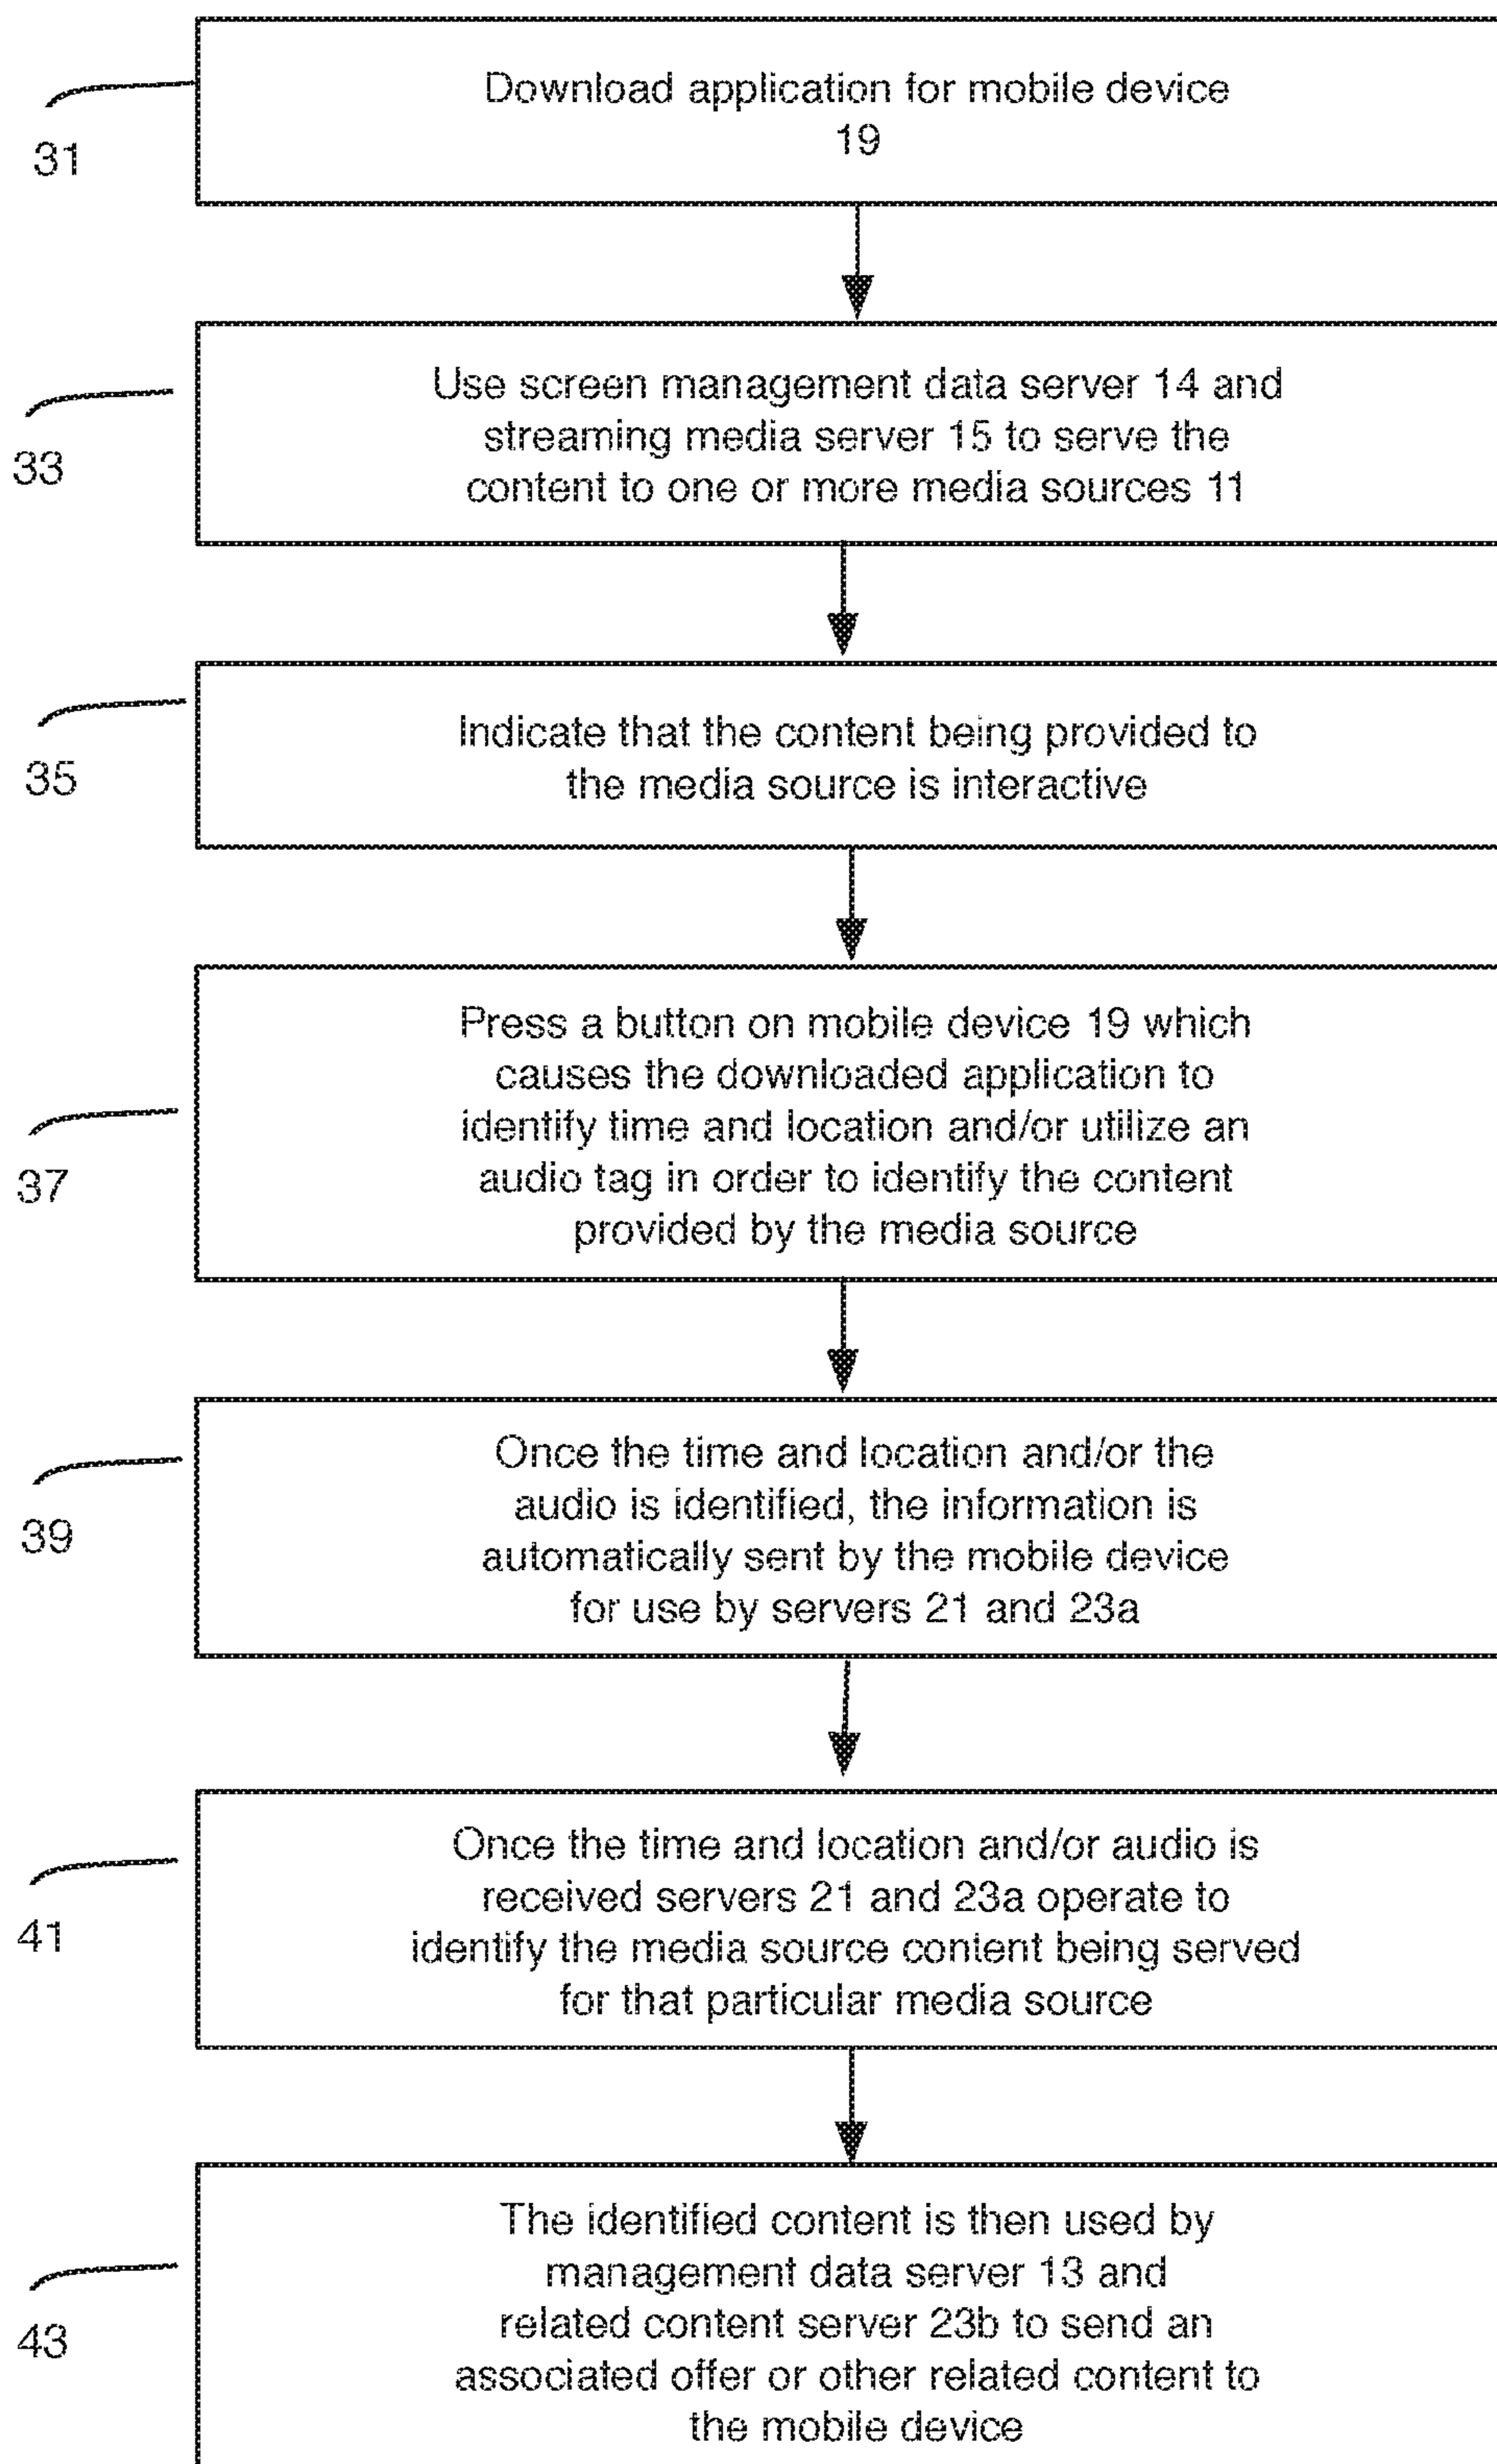 Download application for mobile device
19
31
Use screen management data server 14 and
streaming media server 15 to serve the
content to one or more media sources 11
33
Indicate that the content being provided to
the media source is interactive
35
Press a button on mobile device 19 which
causes the downloaded application to
identify time and location and/or utilize an
audio tag in order to identify the content
provided by the media source
37
Once the time and location and/or the
audio is identified, the information is
automatically sent by the mobile device
for use by servers 21 and 23a
39
Once the time and location and/or audio is
received servers 21 and 23a operate to
identify the media source content being served
for that particular media source
41
The identified content is then used by
management data server 13 and
related content server 23b to send an
associated offer or other related content to
the mobile device
43